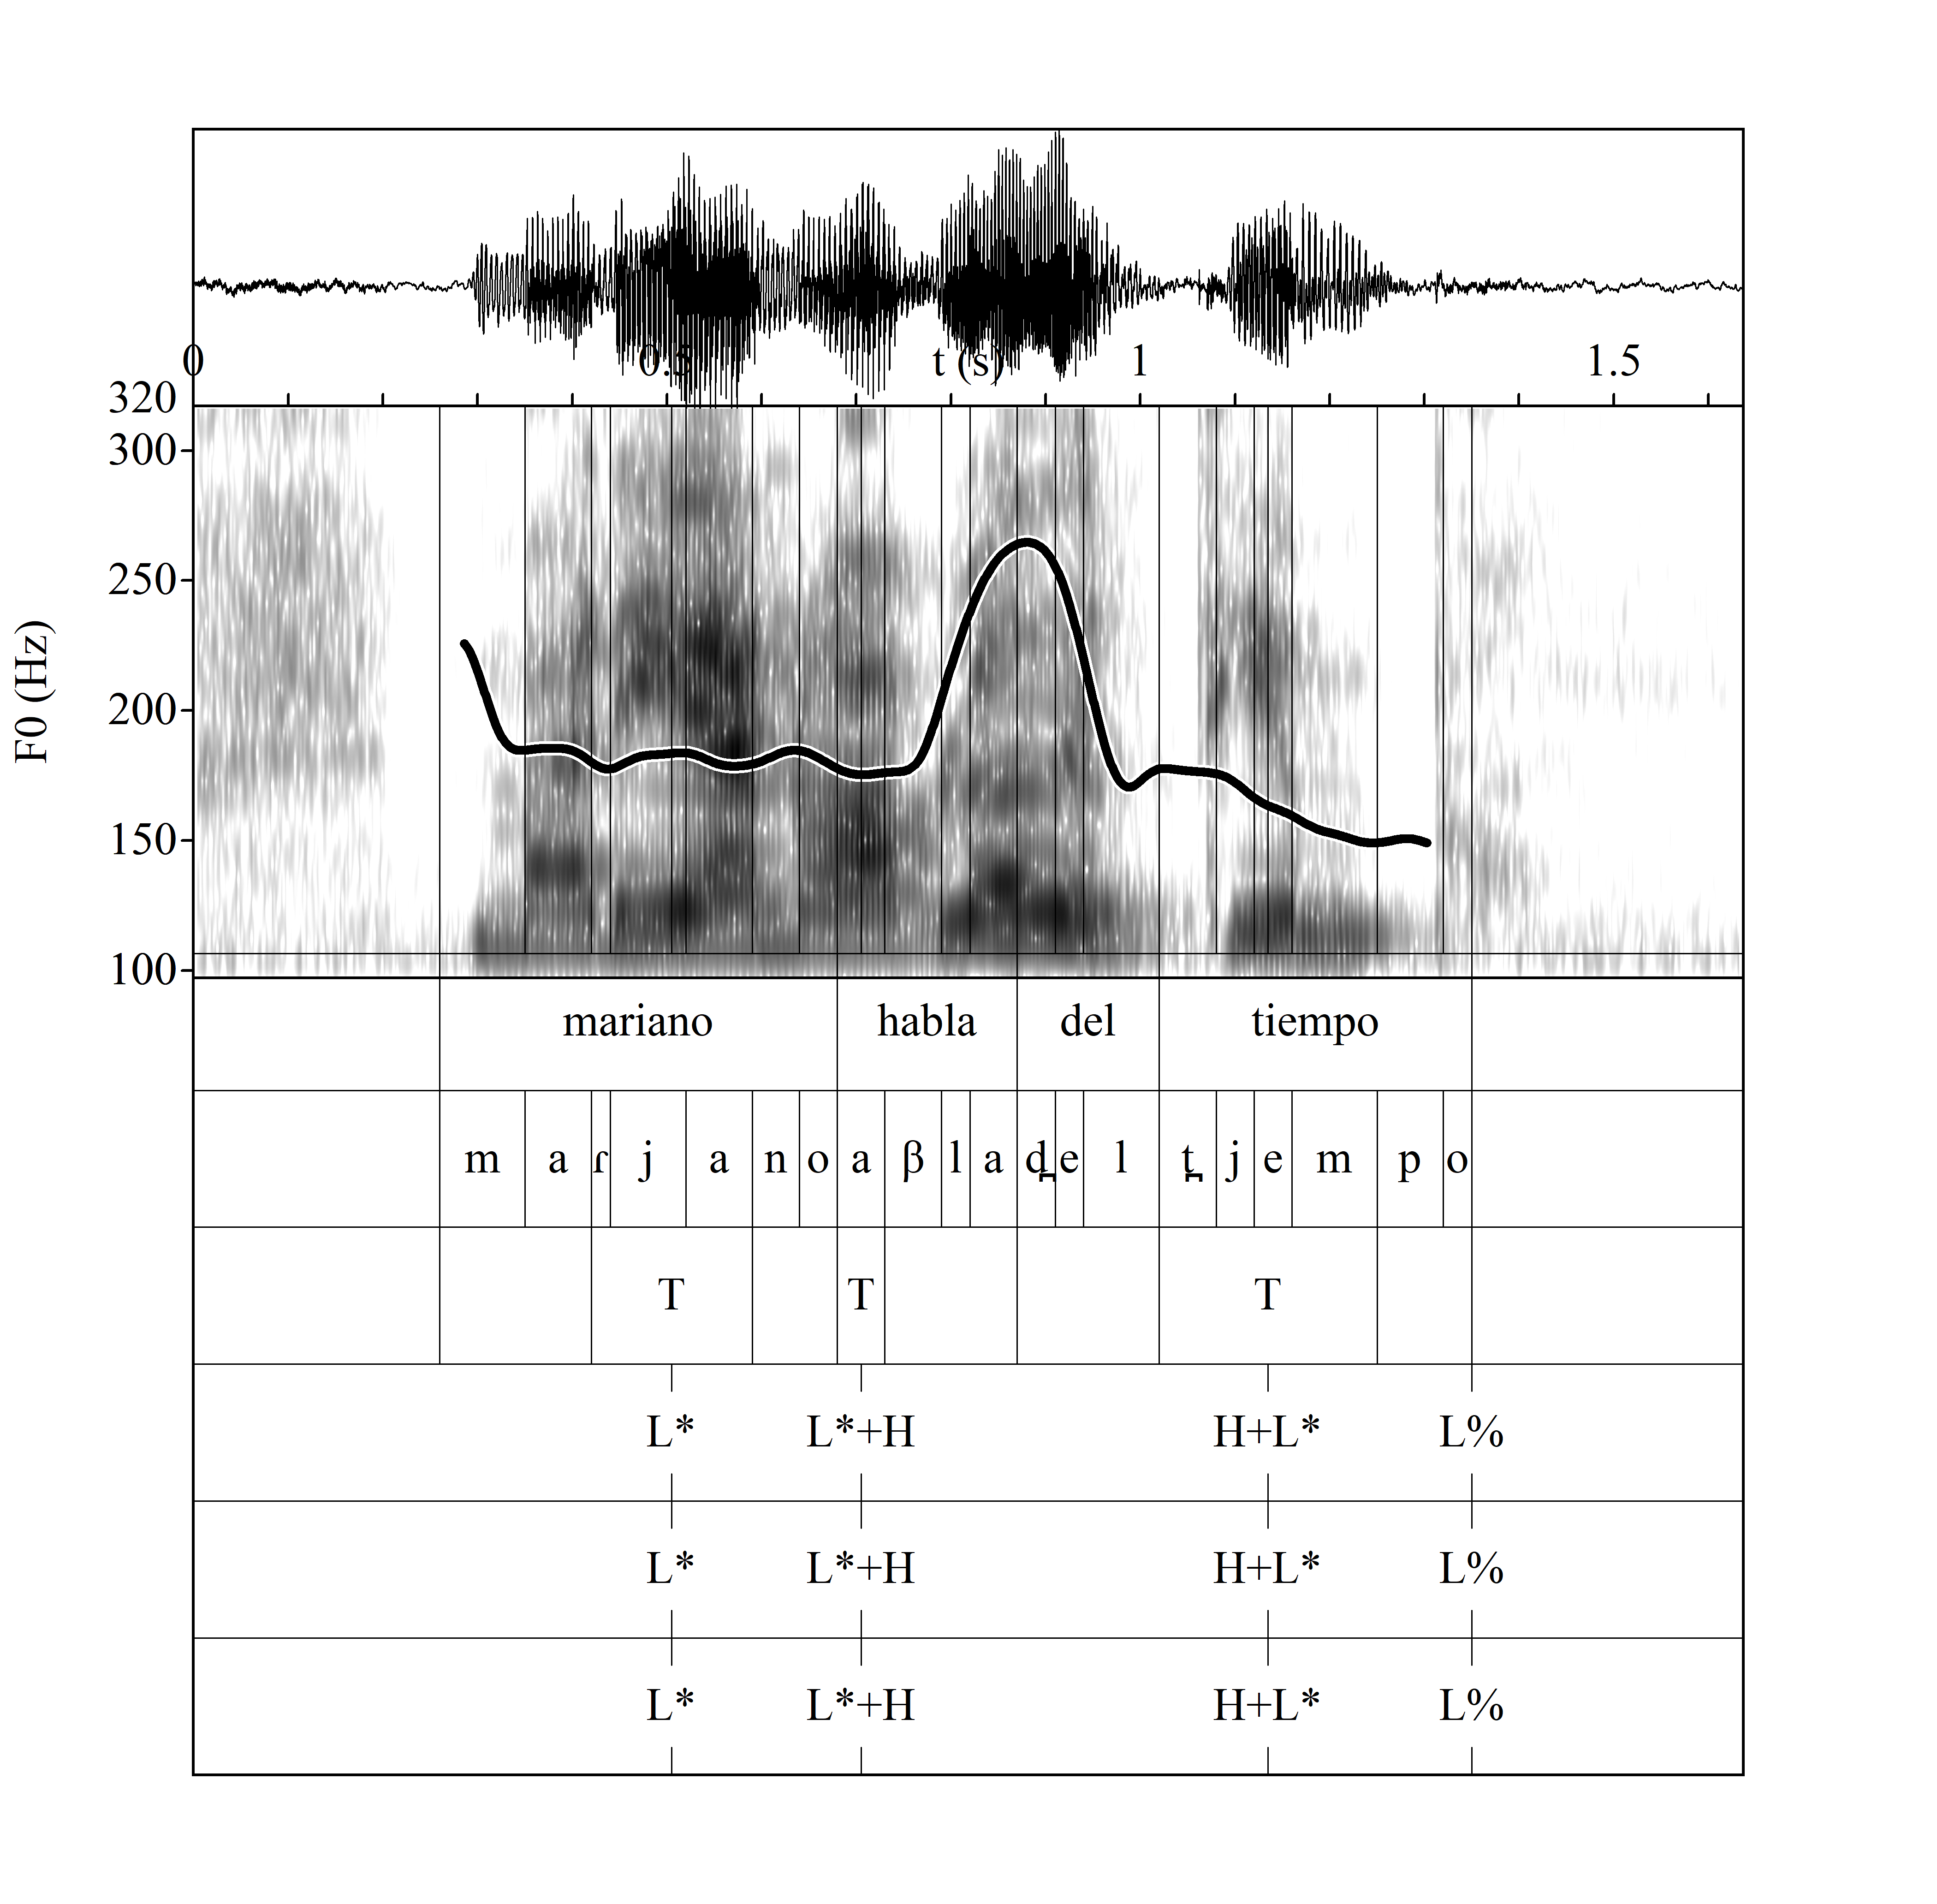 0 0.5 t (s) 1 1.5
320
300
250
200
150
100
F0 (Hz)
mariano habla del tiempo
m a ɾ j a n o a β l a d̪ e l t̪ j e m p o
T T T
L* L*+H H+L* L%
L* L*+H H+L* L%
L* L*+H H+L* L%